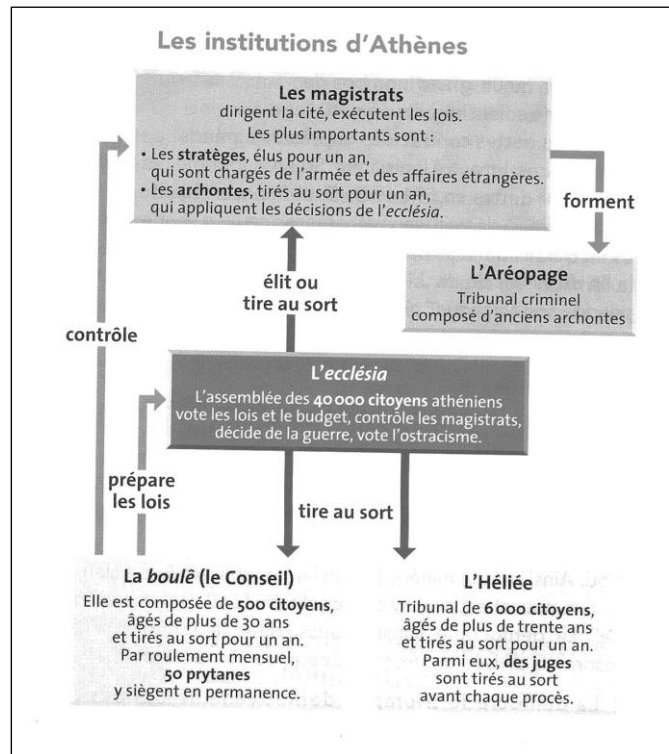 Les institutions d'Athènes
Les magistrats
dirigent la cité, exécutent les lois.
Les plus importants sont :
• Les stratèges, élus pour un an,
qui sont chargés de l'armée et des affaires étrangères.
• Les archontes, tirés au sort pour un an,
qui appliquent les décisions de l'ecclésia.
forment
L'Aréopage
Tribunal criminel
composé d'anciens archontes
élit ou
tire au sort
contrôle
L'ecclésia
L'assemblée des 40 000 citoyens athéniens
vote les lois et le budget, contrôle les magistrats,
décide de la guerre, vote l'ostracisme.
prépare
les lois
tire au sort
La boulê (le Conseil)
Elle est composée de 500 citoyens,
âgés de plus de 30 ans
et tirés au sort pour un an.
Par roulement mensuel,
50 prytanes
y siègent en permanence.
L'Héliée
Tribunal de 6 000 citoyens,
âgés de plus de trente ans
et tirés au sort pour un an.
Parmi eux, des juges
sont tirés au sort
avant chaque procès.